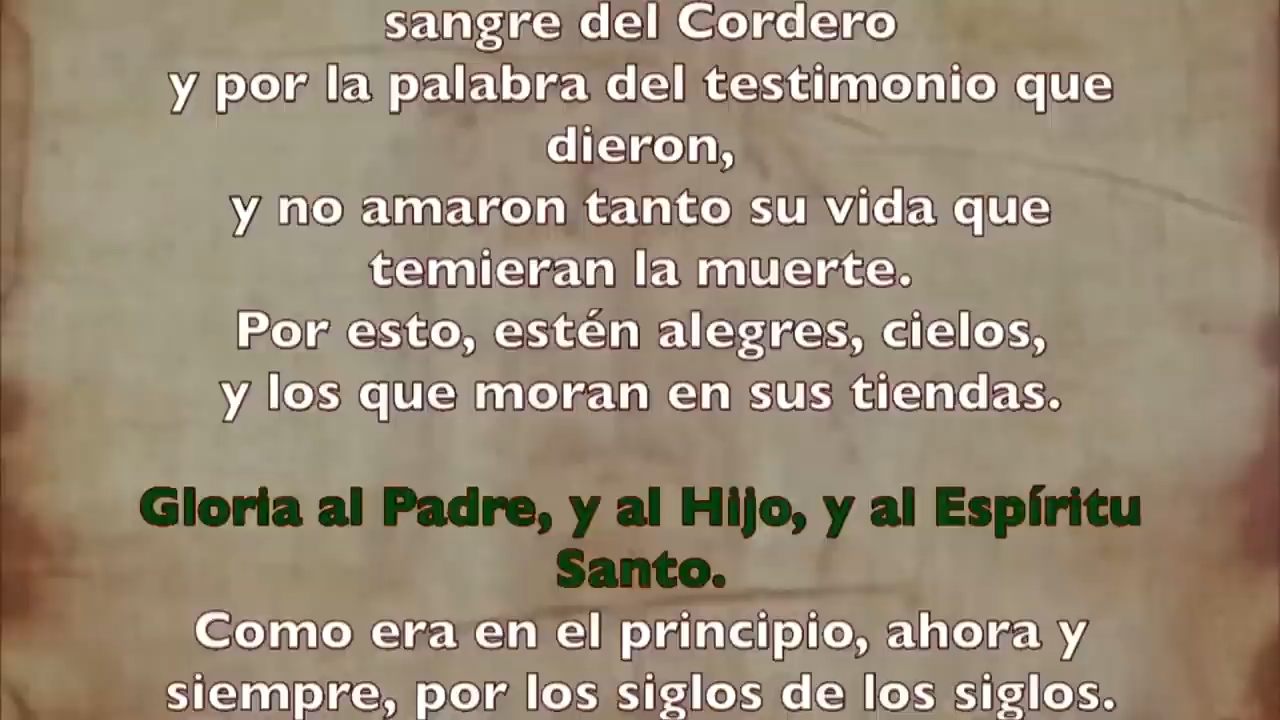 sangre del Cordero
y por la palabra del testimonio que
dieron,
y no amaron tanto su vida que
temieran la muerte.
Por esto, estén alegres, cielos,
y los que moran en sus tiendas.
Gloria al Padre, y al Hijo, y al Espíritu
Santo.
Como era en el principio, ahora y
siempre, por los siglos de los siglos.